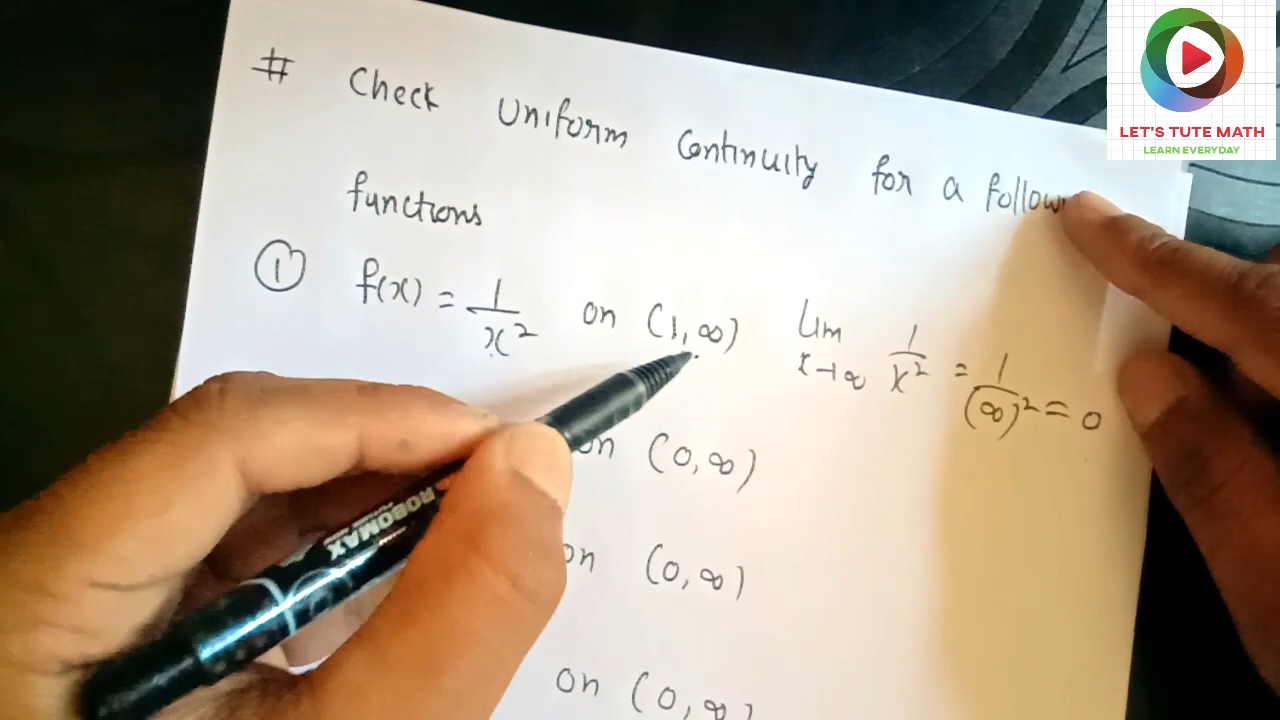 LET'S TUTE MATH
LEARN EVERYDAY
# Check Uniform Continuity for a
functions
① f(x) = 1/x² on (1,∞) Lim x→∞ 1/x² = 1/(∞)² = 0
on (0,∞)
on (0,∞)
on (0,∞)
ROBOMAX